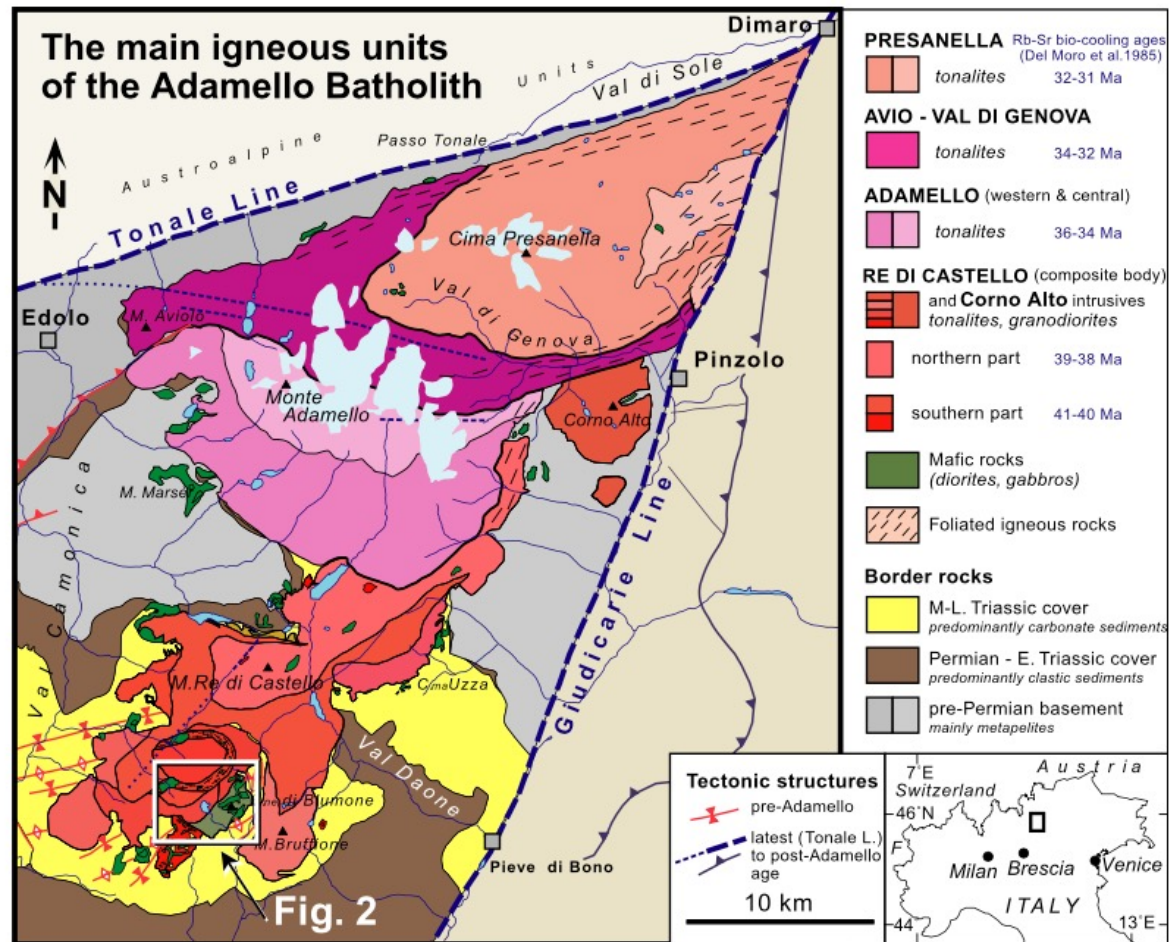 The main igneous units
of the Adamello Batholith
N
Dimaro
Val di Sole
Austroalpine Units
Passo Tonale
Tonale Line
Cima Presanella
Val di Genova
Edolo
M. Aviolo
Pinzolo
Monte
Adamello
Corno Alto
M. Marser
Val Camonica
Giudicarie Line
M.Re di Castello
CimaUzza
Val Daone
di Blumone
M.Bruffione
Pieve di Bono
Fig. 2
PRESANELLA Rb-Sr bio-cooling ages
(Del Moro et al.1985)
tonalites 32-31 Ma
AVIO - VAL DI GENOVA
tonalites 34-32 Ma
ADAMELLO (western & central)
tonalites 36-34 Ma
RE DI CASTELLO (composite body)
and Corno Alto intrusives
tonalites, granodiorites
northern part 39-38 Ma
southern part 41-40 Ma
Mafic rocks
(diorites, gabbros)
Foliated igneous rocks
Border rocks
M-L. Triassic cover
predominantly carbonate sediments
Permian - E. Triassic cover
predominantly clastic sediments
pre-Permian basement
mainly metapelites
Tectonic structures
pre-Adamello
latest (Tonale L.)
to post-Adamello
age
10 km
7°E
Austria
Switzerland
46°N
F
Milan
Brescia
Venice
ITALY
44
13°E